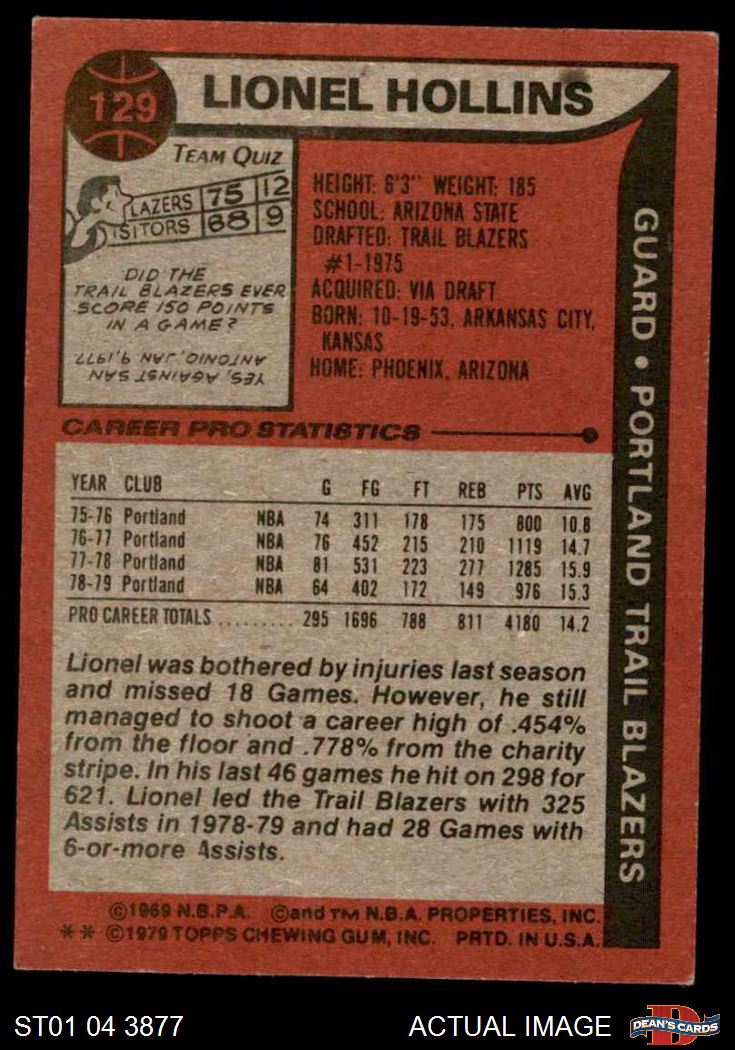 129
LIONEL HOLLINS
TEAM QUIZ
LAZERS 75 12
ISITORS 68 9
DID THE
TRAIL BLAZERS EVER
SCORE 150 POINTS
IN A GAME?
YES, AGAINST SAN
ANTONIO, JAN 9, 1977
HEIGHT: 6'3" WEIGHT: 185
SCHOOL: ARIZONA STATE
DRAFTED: TRAIL BLAZERS
#1-1975
ACQUIRED: VIA DRAFT
BORN: 10-19-53, ARKANSAS CITY,
KANSAS
HOME: PHOENIX, ARIZONA
GUARD • PORTLAND TRAIL BLAZERS
CAREER PRO STATISTICS
YEAR CLUB G FG FT REB PTS AVG
75-76 Portland NBA 74 311 178 175 800 10.8
76-77 Portland NBA 76 452 215 210 1119 14.7
77-78 Portland NBA 81 531 223 277 1285 15.9
78-79 Portland NBA 64 402 172 149 976 15.3
PRO CAREER TOTALS ......... 295 1696 788 811 4180 14.2
Lionel was bothered by injuries last season
and missed 18 Games. However, he still
managed to shoot a career high of .454%
from the floor and .778% from the charity
stripe. In his last 46 games he hit on 298 for
621. Lionel led the Trail Blazers with 325
Assists in 1978-79 and had 28 Games with
6-or-more Assists.
©1969 N.B.P.A. ©and TM N.B.A. PROPERTIES, INC.
** ©1979 TOPPS CHEWING GUM, INC. PRTD. IN U.S.A.
ST01 04 3877 ACTUAL IMAGE DEAN'S CARDS